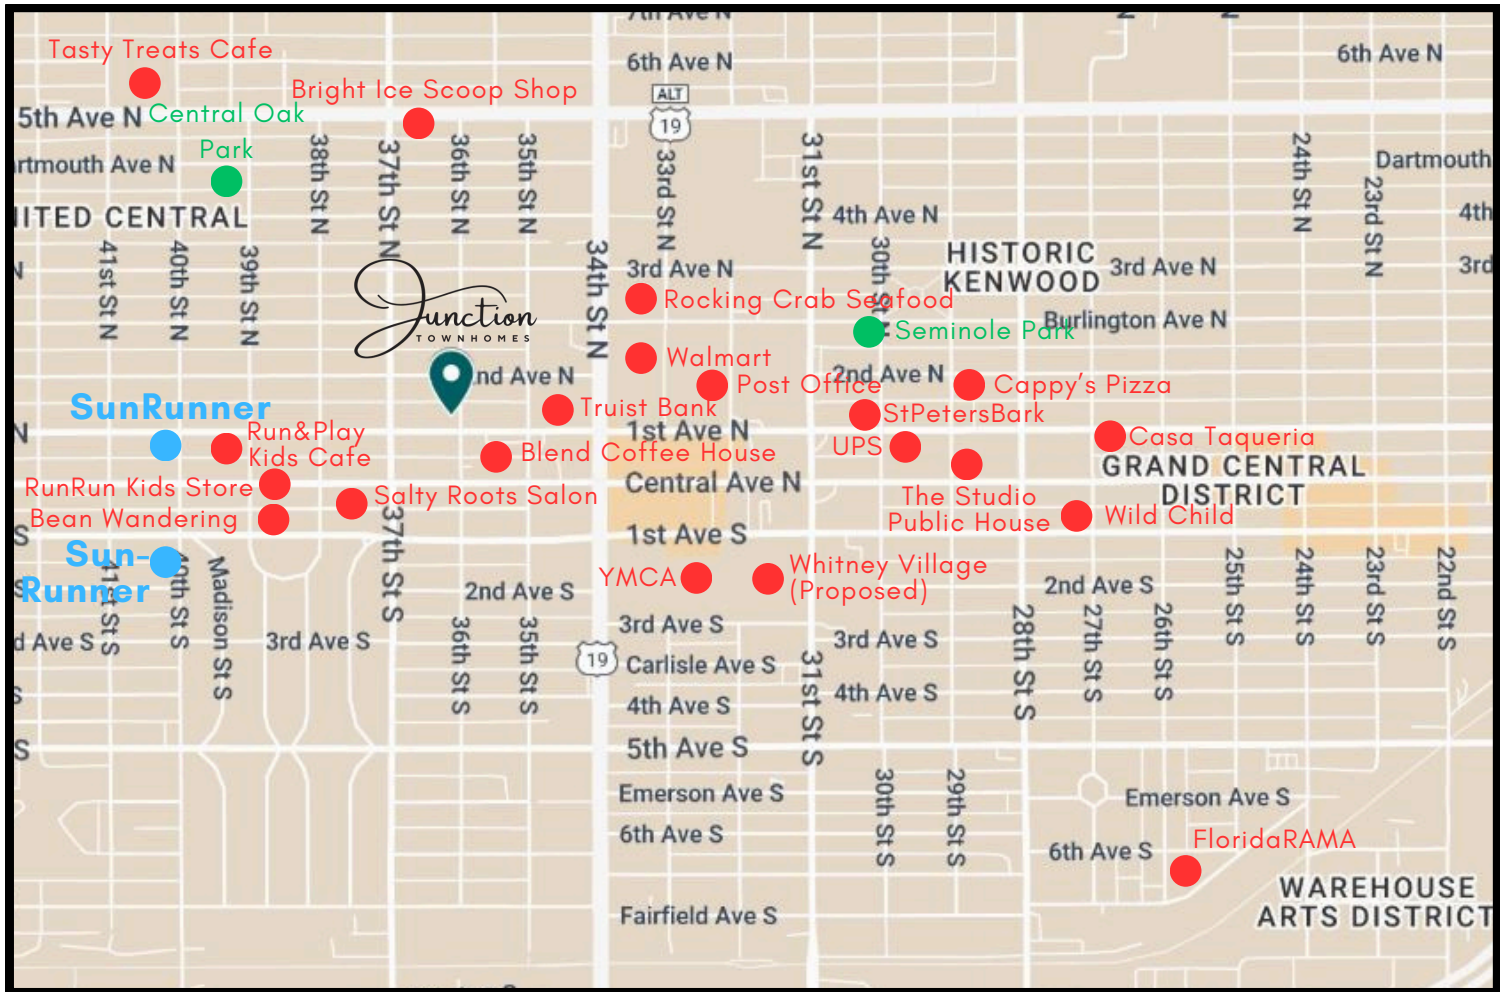 7th Ave N
6th Ave N
6th Ave N
Tasty Treats Cafe
Bright Ice Scoop Shop
ALT
19
5th Ave N
Central Oak
Park
rtmouth Ave N
Dartmouth
38th St N
37th St N
36th St N
35th St N
33rd St N
31st St N
24th St N
23rd St N
NITED CENTRAL
4th Ave N
4th
41st St N
40th St N
39th St N
34th St N
30th St N
HISTORIC
KENWOOD
N
3rd Ave N
3rd Ave N
3rd
Junction
TOWNHOMES
Rocking Crab Seafood
Seminole Park
Burlington Ave N
Walmart
nd Ave N
Post Office
2nd Ave N
Cappy's Pizza
SunRunner
Truist Bank
StPetersBark
N
Run&Play
Kids Cafe
1st Ave N
UPS
Casa Taqueria
Blend Coffee House
GRAND CENTRAL
DISTRICT
RunRun Kids Store
Salty Roots Salon
Central Ave N
The Studio
Public House
Bean Wandering
Wild Child
S
37th St S
1st Ave S
Sun-
Runner
41st St S
40th St S
Madison St S
YMCA
Whitney Village
(Proposed)
S
2nd Ave S
2nd Ave S
25th St S
24th St S
23rd St S
22nd St S
d Ave S
3rd Ave S
3rd Ave S
3rd Ave S
36th St S
35th St S
19
Carlisle Ave S
31st St S
28th St S
27th St S
26th St S
S
4th Ave S
4th Ave S
S
5th Ave S
30th St S
29th St S
Emerson Ave S
Emerson Ave S
6th Ave S
6th Ave S
FloridaRAMA
WAREHOUSE
ARTS DISTRICT
Fairfield Ave S